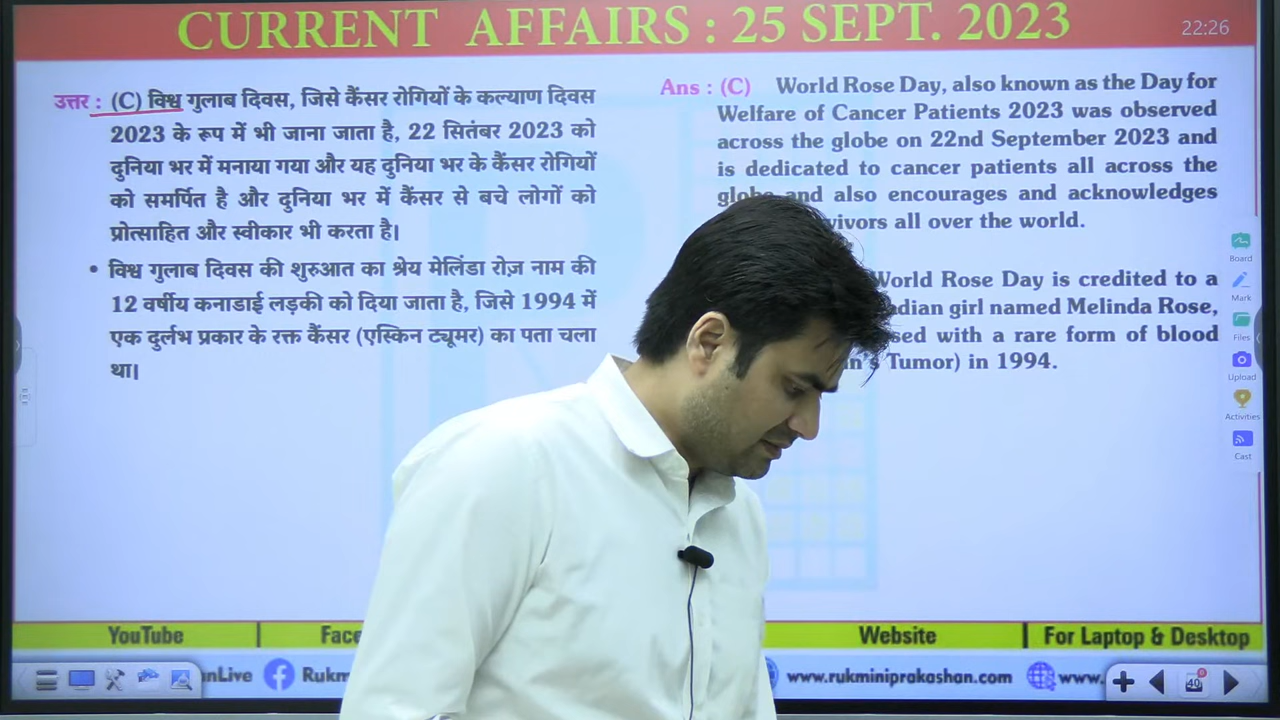 CURRENT AFFAIRS : 25 SEPT. 2023
22:26
उत्तर : (C) विश्व गुलाब दिवस, जिसे कैंसर रोगियों के कल्याण दिवस
2023 के रूप में भी जाना जाता है, 22 सितंबर 2023 को
दुनिया भर में मनाया गया और यह दुनिया भर के कैंसर रोगियों
को समर्पित है और दुनिया भर में कैंसर से बचे लोगों को
प्रोत्साहित और स्वीकार भी करता है।
• विश्व गुलाब दिवस की शुरुआत का श्रेय मेलिंडा रोज़ नाम की
12 वर्षीय कनाडाई लड़की को दिया जाता है, जिसे 1994 में
एक दुर्लभ प्रकार के रक्त कैंसर (एस्किन ट्यूमर) का पता चला
था।
Ans : (C) World Rose Day, also known as the Day for
Welfare of Cancer Patients 2023 was observed
across the globe on 22nd September 2023 and
is dedicated to cancer patients all across the
globe and also encourages and acknowledges
vivors all over the world.
World Rose Day is credited to a
adian girl named Melinda Rose,
sed with a rare form of blood
n's Tumor) in 1994.
Board
Mark
Files
Upload
Activities
Cast
YouTube
Face
Website
For Laptop & Desktop
nLive
Rukm
www.rukminiprakashan.com
www.
40